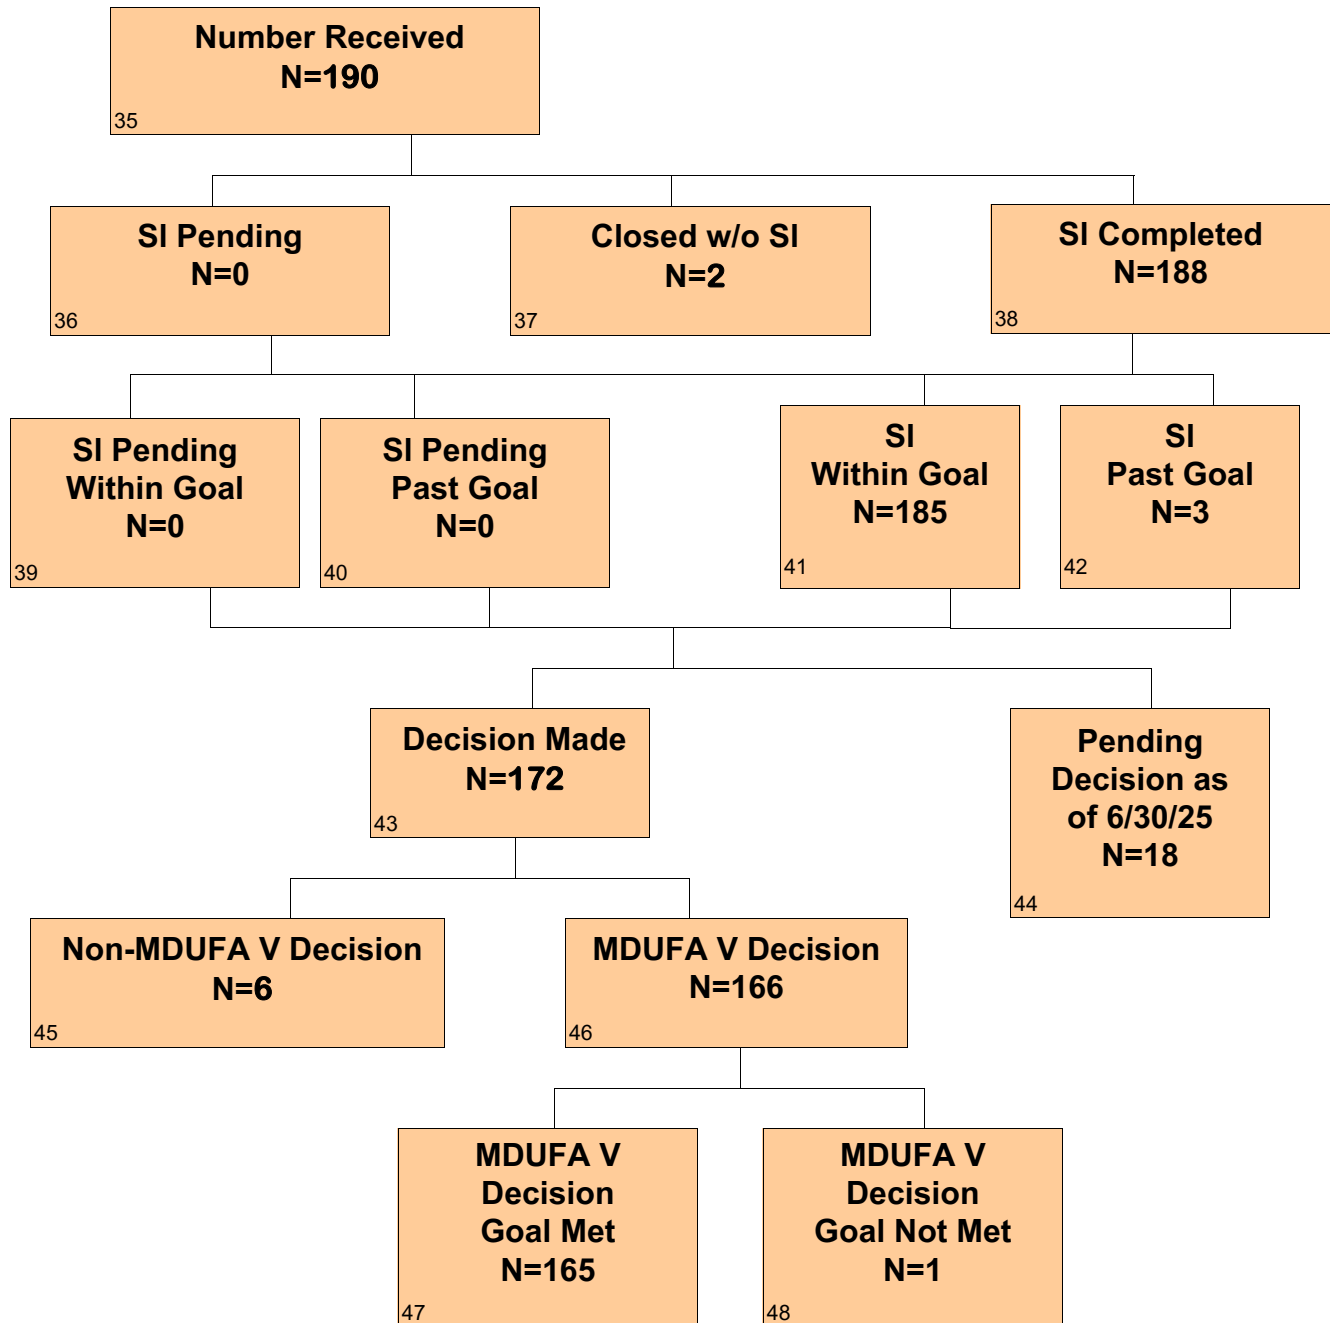 Number Received
N=190
35
SI Pending
N=0
36
Closed w/o SI
N=2
37
SI Completed
N=188
38
SI Pending
Within Goal
N=0
39
SI Pending
Past Goal
N=0
40
SI
Within Goal
N=185
41
SI
Past Goal
N=3
42
Decision Made
N=172
43
Pending
Decision as
of 6/30/25
N=18
44
Non-MDUFA V Decision
N=6
45
MDUFA V Decision
N=166
46
MDUFA V
Decision
Goal Met
N=165
47
MDUFA V
Decision
Goal Not Met
N=1
48